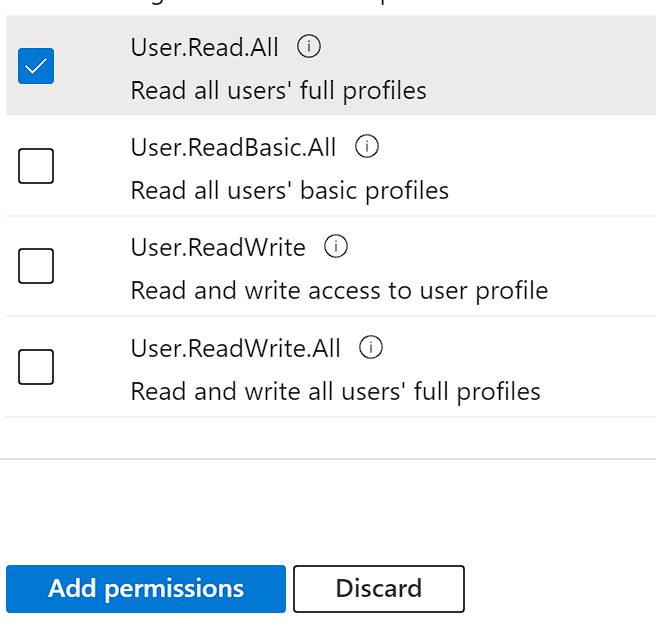 User.Read.All
Read all users' full profiles
User.ReadBasic.All
Read all users' basic profiles
User.ReadWrite
Read and write access to user profile
User.ReadWrite.All
Read and write all users' full profiles
Add permissions
Discard